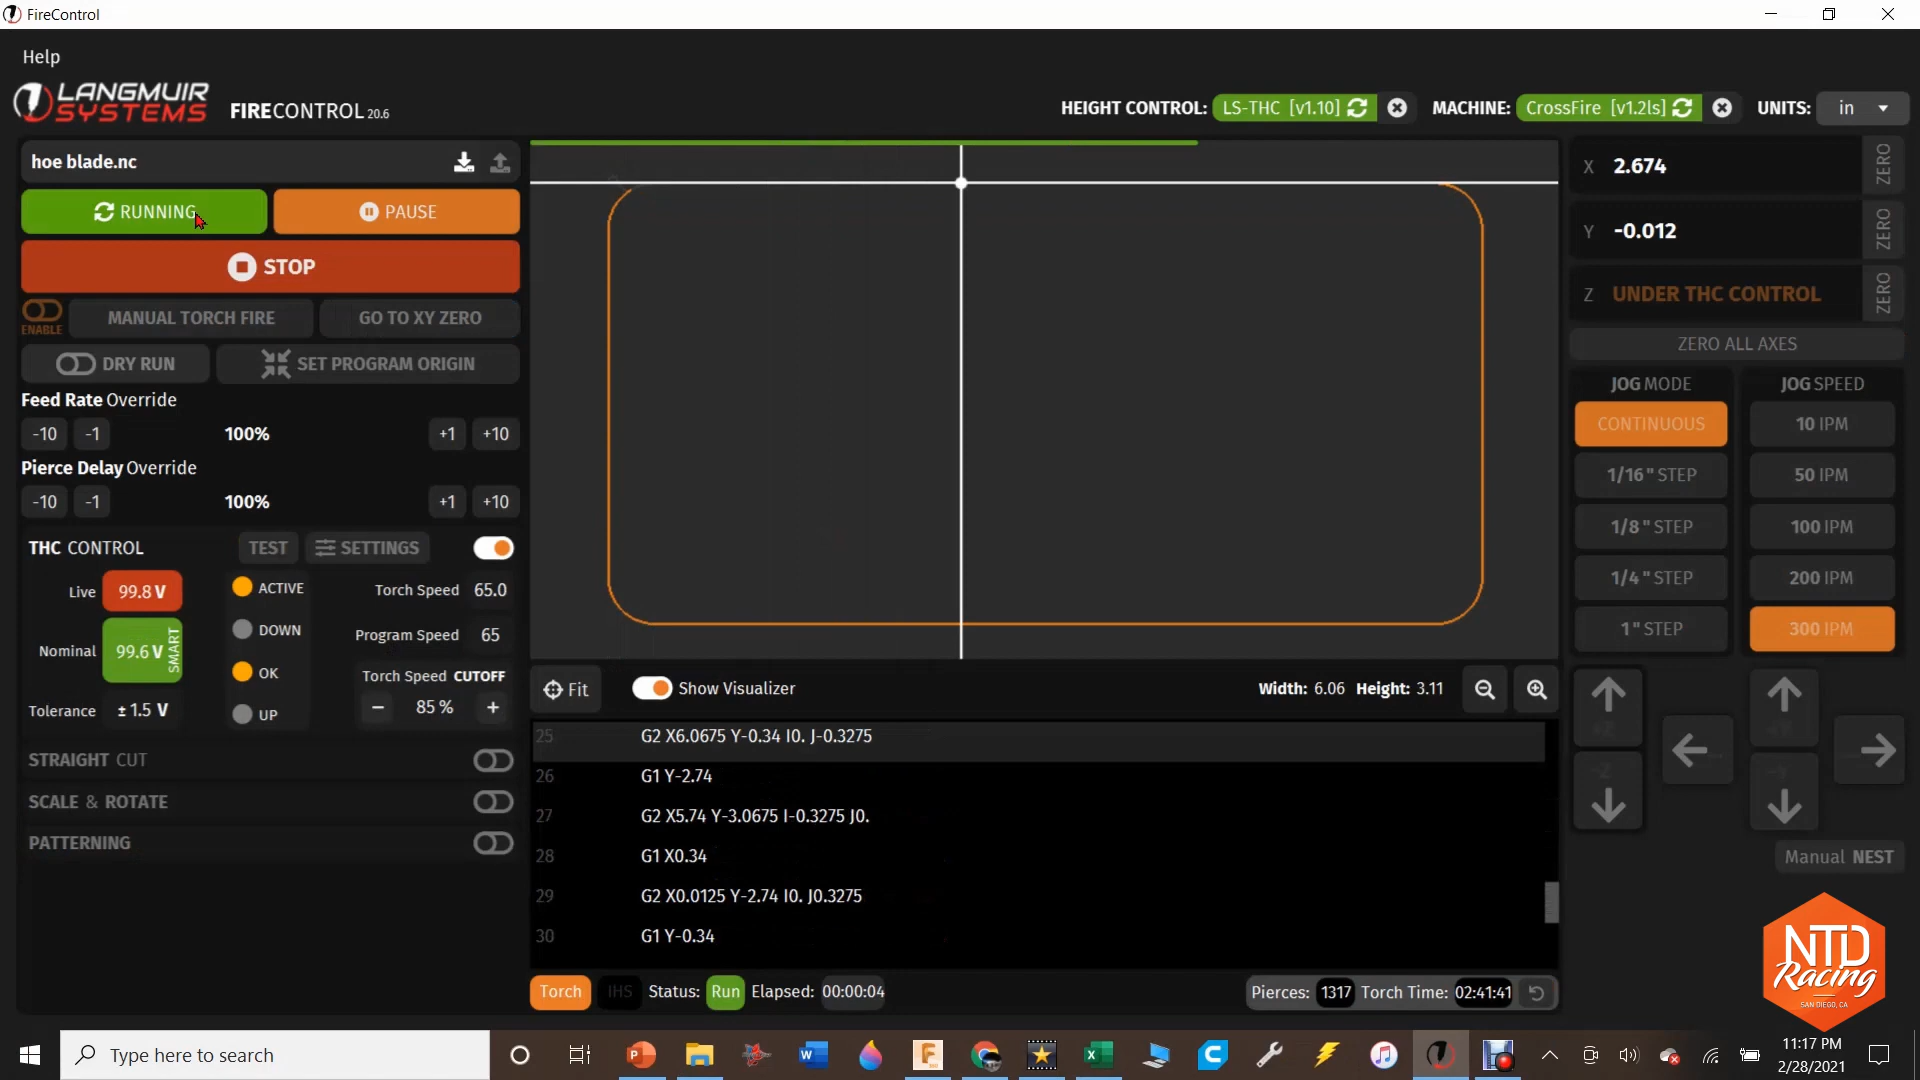 FireControl
Help
LANGMUIR SYSTEMS
FIRECONTROL 20.6
HEIGHT CONTROL: LS-THC [v1.10] MACHINE: CrossFire [v1.2ls] UNITS: in
hoe blade.nc
RUNNING PAUSE
STOP
ENABLE MANUAL TORCH FIRE GO TO XY ZERO
DRY RUN SET PROGRAM ORIGIN
Feed Rate Override
-10 -1 100% +1 +10
Pierce Delay Override
-10 -1 100% +1 +10
THC CONTROL TEST SETTINGS
Live 99.8 V
Nominal 99.6 V SMART
Tolerance ± 1.5 V
ACTIVE
DOWN
OK
UP
Torch Speed 65.0
Program Speed 65
Torch Speed CUTOFF
− 85 % +
STRAIGHT CUT
SCALE & ROTATE
PATTERNING
Fit Show Visualizer Width: 6.06 Height: 3.11
25 G2 X6.0675 Y-0.34 I0. J-0.3275
26 G1 Y-2.74
27 G2 X5.74 Y-3.0675 I-0.3275 J0.
28 G1 X0.34
29 G2 X0.0125 Y-2.74 I0. J0.3275
30 G1 Y-0.34
Torch IHS Status: Run Elapsed: 00:00:04
Pierces: 1317 Torch Time: 02:41:41
X 2.674 ZERO
Y -0.012 ZERO
Z UNDER THC CONTROL ZERO
ZERO ALL AXES
JOG MODE JOG SPEED
CONTINUOUS 10 IPM
1/16" STEP 50 IPM
1/8" STEP 100 IPM
1/4" STEP 200 IPM
1" STEP 300 IPM
Manual NEST
NTD
Racing
SAN DIEGO, CA
Type here to search
11:17 PM
2/28/2021